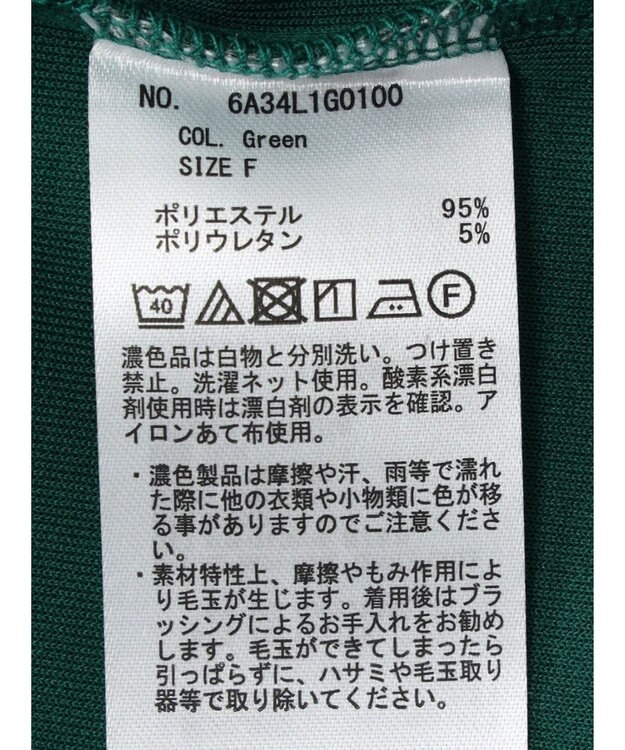 NO. 6A34L1G0100
COL. Green
SIZE F
ポリエステル 95%
ポリウレタン 5%
40 F
濃色品は白物と分別洗い。つけ置き
禁止。洗濯ネット使用。酸素系漂白
剤使用時は漂白剤の表示を確認。ア
イロンあて布使用。
・濃色製品は摩擦や汗、雨等で濡れ
た際に他の衣類や小物類に色が移
る事がありますのでご注意くださ
い。
・素材特性上、摩擦やもみ作用によ
り毛玉が生じます。着用後はブラ
ッシングによるお手入れをお勧め
します。毛玉ができてしまったら
引っぱらずに、ハサミや毛玉取り
器等で取り除いてください。